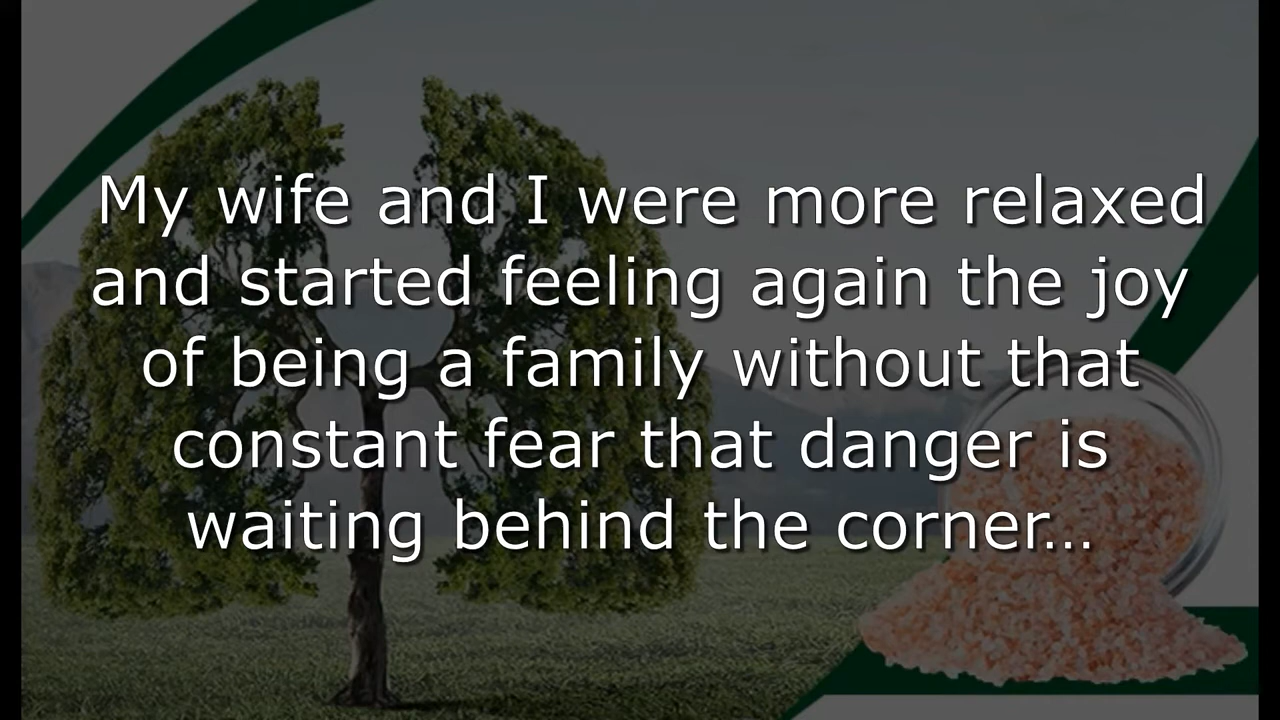 My wife and I were more relaxed
and started feeling again the joy
of being a family without that
constant fear that danger is
waiting behind the corner...